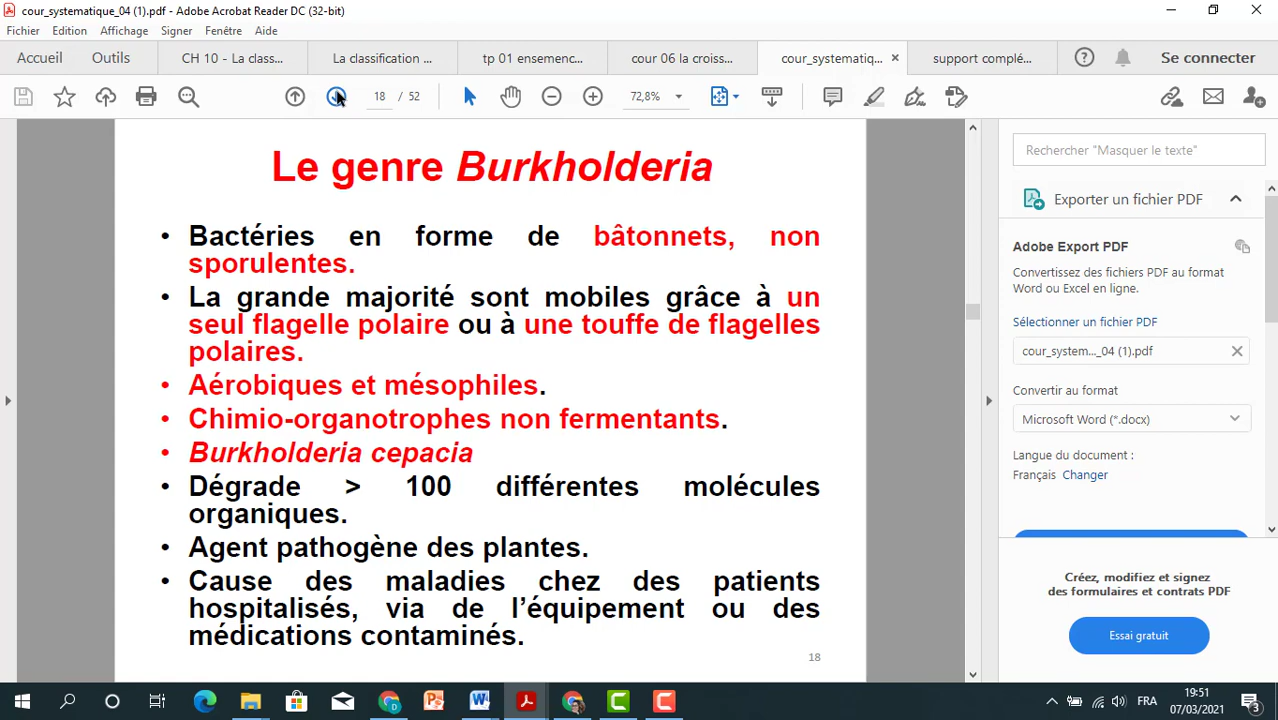 cour_systematique_04 (1).pdf - Adobe Acrobat Reader DC (32-bit)
Fichier Edition Affichage Signer Fenêtre Aide
Accueil Outils CH 10 - La class... La classification ... tp 01 ensemenc... cour 06 la croiss... cour_systematiq... support complé... Se connecter
18 / 52 72,8%
Le genre Burkholderia
• Bactéries en forme de bâtonnets, non
sporulentes.
• La grande majorité sont mobiles grâce à un
seul flagelle polaire ou à une touffe de flagelles
polaires.
• Aérobiques et mésophiles.
• Chimio-organotrophes non fermentants.
• Burkholderia cepacia
• Dégrade > 100 différentes molécules
organiques.
• Agent pathogène des plantes.
• Cause des maladies chez des patients
hospitalisés, via de l’équipement ou des
médications contaminés.
18
Rechercher "Masquer le texte"
Exporter un fichier PDF
Adobe Export PDF
Convertissez des fichiers PDF au format
Word ou Excel en ligne.
Sélectionner un fichier PDF
cour_system..._04 (1).pdf
Convertir au format
Microsoft Word (*.docx)
Langue du document :
Français Changer
Créez, modifiez et signez
des formulaires et contrats PDF
Essai gratuit
FRA
19:51
07/03/2021
3